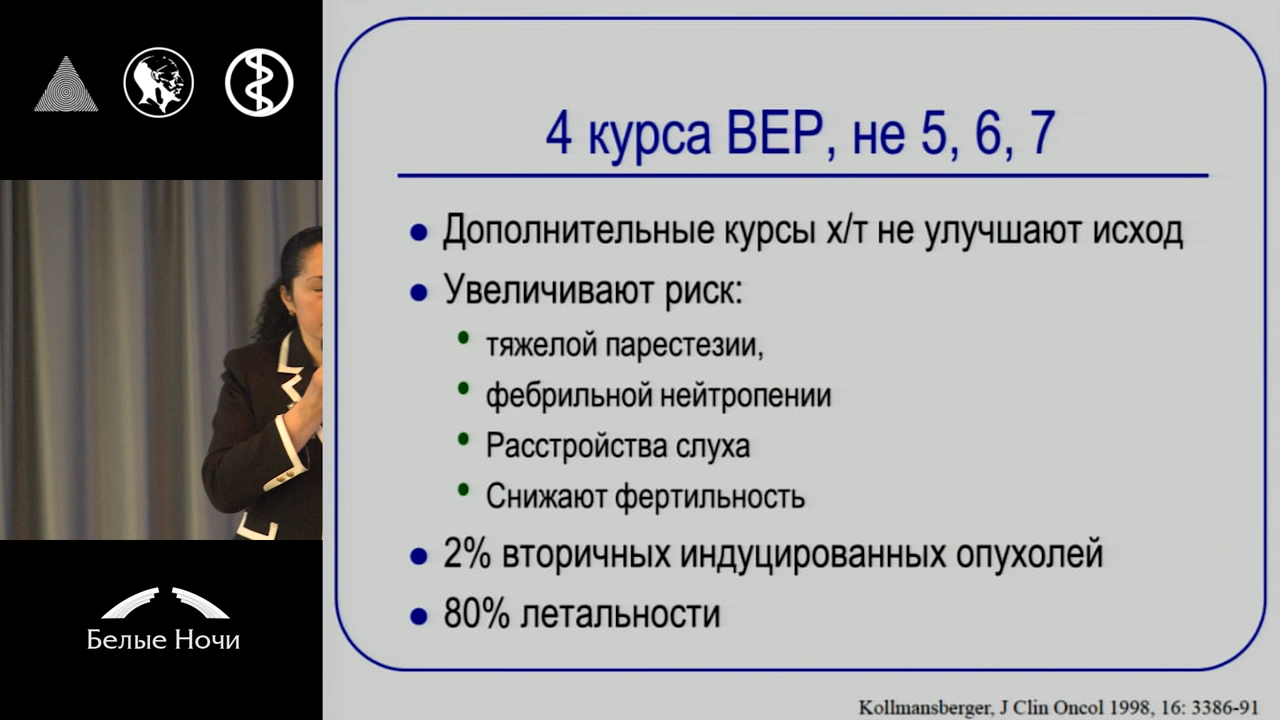 4 курса ВЕР, не 5, 6, 7
Дополнительные курсы х/т не улучшают исход
Увеличивают риск:
тяжелой парестезии,
фебрильной нейтропении
Расстройства слуха
Снижают фертильность
2% вторичных индуцированных опухолей
80% летальности
Kollmansberger, J Clin Oncol 1998, 16: 3386-91
Белые Ночи